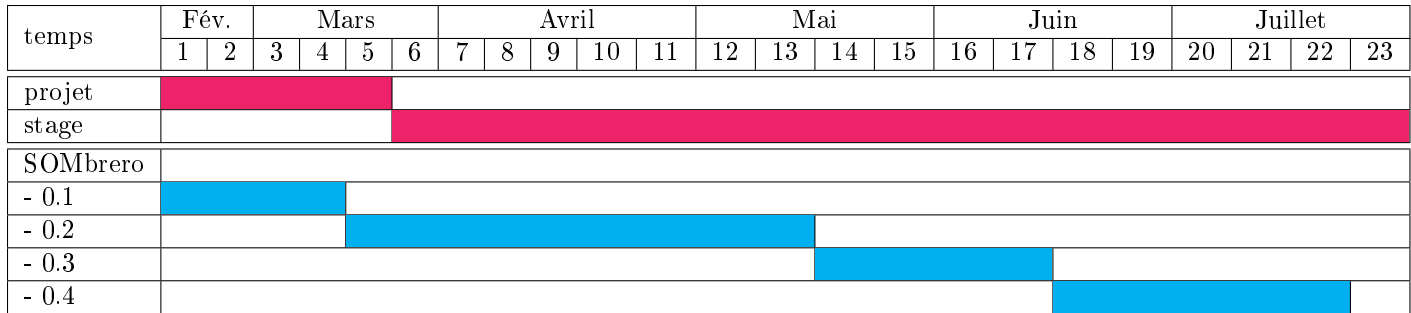 temps Fév. Mars Avril Mai Juin Juillet
1 2 3 4 5 6 7 8 9 10 11 12 13 14 15 16 17 18 19 20 21 22 23
projet
stage
SOMbrero
- 0.1
- 0.2
- 0.3
- 0.4